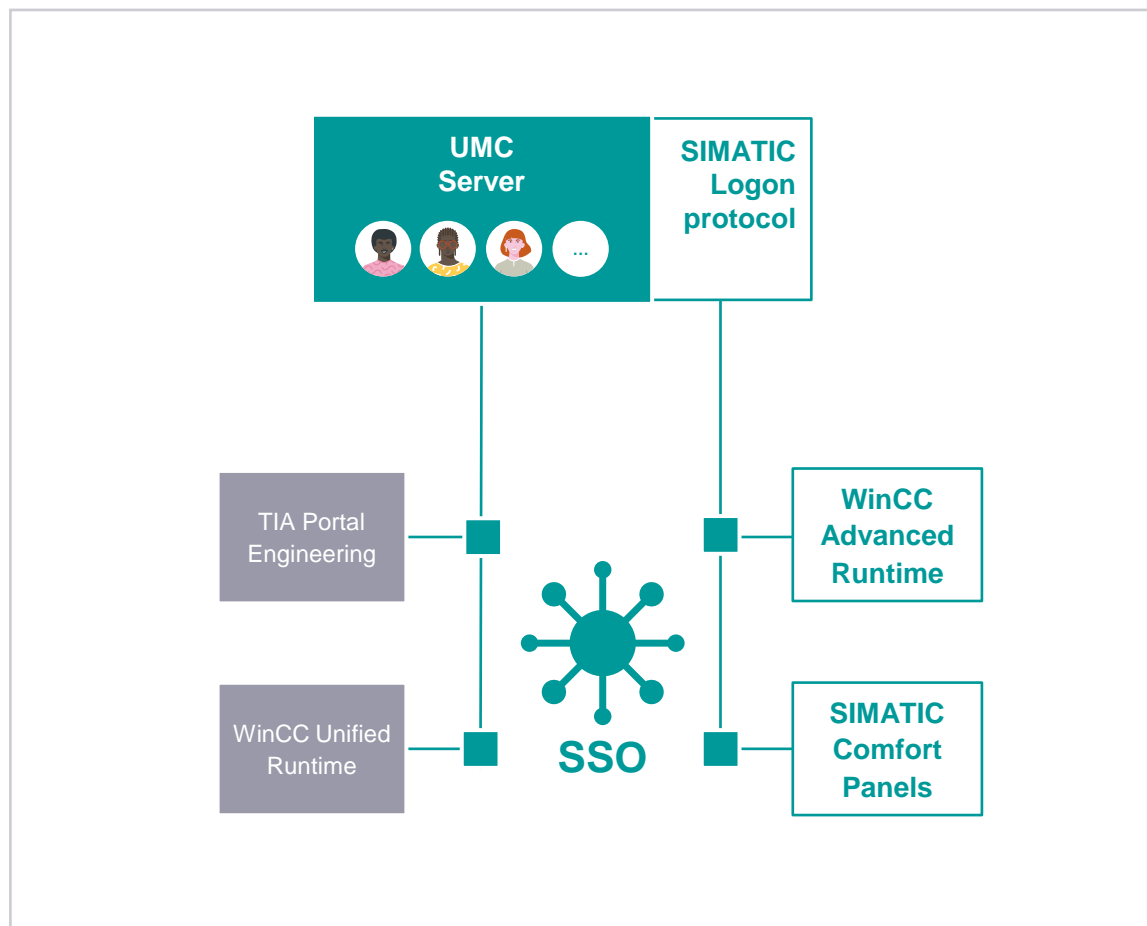 UMC
Server
...
SIMATIC
Logon
protocol
TIA Portal
Engineering
WinCC
Advanced
Runtime
WinCC Unified
Runtime
SSO
SIMATIC
Comfort
Panels